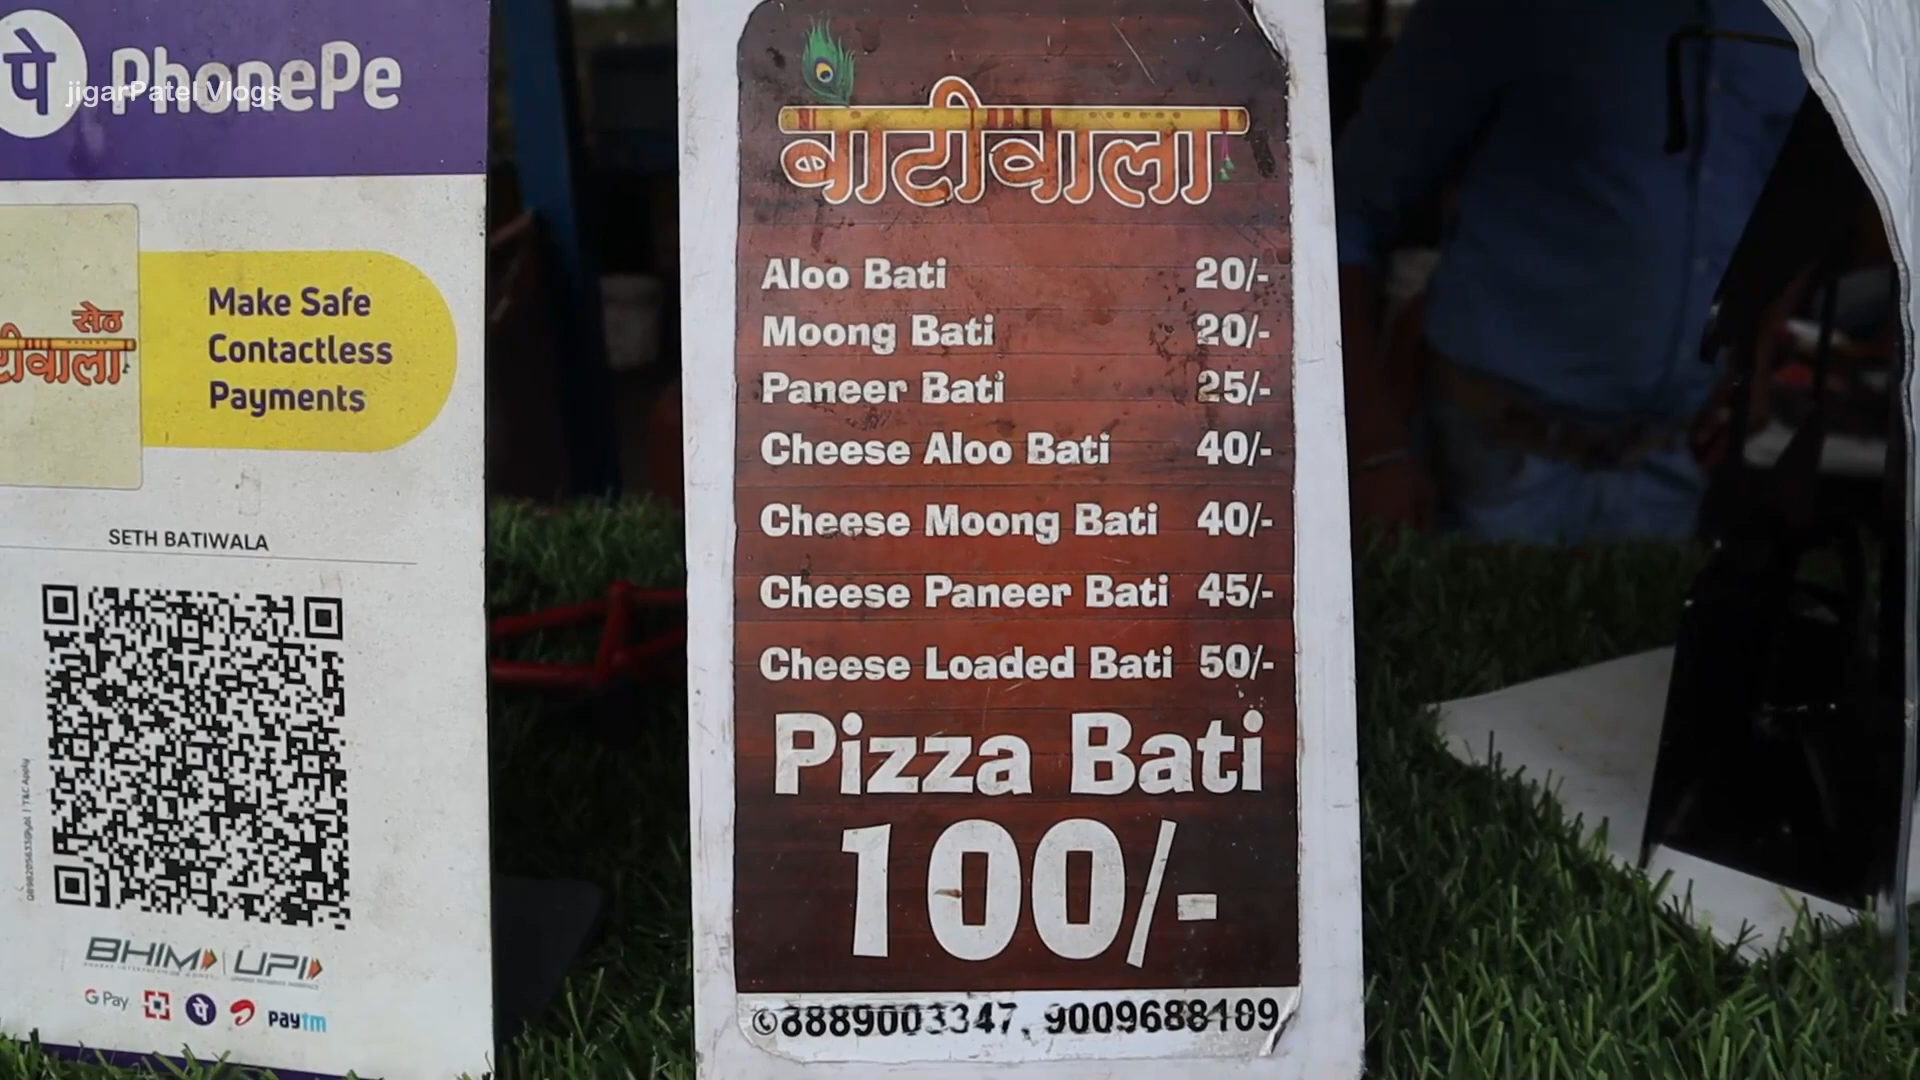 पे PhonePe
jigarPatel Vlogs
सेठ
टीवाला
Make Safe
Contactless
Payments
SETH BATIWALA
BHIM UPI
G Pay पे paytm
बाटीवाला
Aloo Bati 20/-
Moong Bati 20/-
Paneer Bati 25/-
Cheese Aloo Bati 40/-
Cheese Moong Bati 40/-
Cheese Paneer Bati 45/-
Cheese Loaded Bati 50/-
Pizza Bati
100/-
8889003347, 9009688109